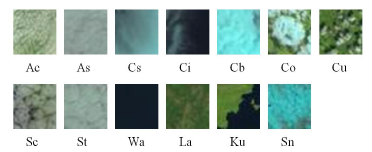 Ac As Cs Ci Cb Co Cu
Sc St Wa La Ku Sn